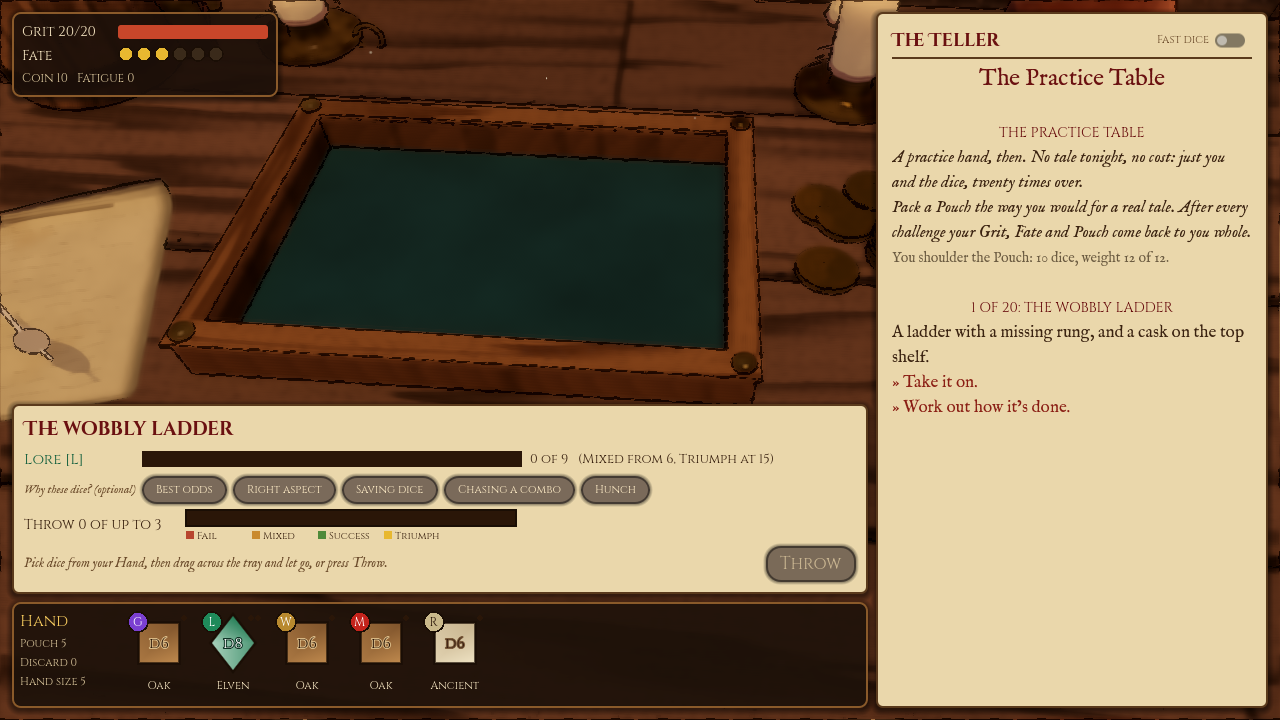 Grit 20/20
Fate
Coin 10 Fatigue 0
The Teller
Fast dice
The Practice Table
THE PRACTICE TABLE
A practice hand, then. No tale tonight, no cost: just you
and the dice, twenty times over.
Pack a Pouch the way you would for a real tale. After every
challenge your Grit, Fate and Pouch come back to you whole.
You shoulder the Pouch: 10 dice, weight 12 of 12.
1 OF 20: THE WOBBLY LADDER
A ladder with a missing rung, and a cask on the top
shelf.
» Take it on.
» Work out how it's done.
The Wobbly Ladder
Lore [L]
0 of 9 (Mixed from 6, Triumph at 15)
Why these dice? (optional)
Best odds
Right aspect
Saving dice
Chasing a combo
Hunch
Throw 0 of up to 3
Fail
Mixed
Success
Triumph
Pick dice from your Hand, then drag across the tray and let go, or press Throw.
Throw
Hand
Pouch 5
Discard 0
Hand size 5
G D6 Oak
L D8 Elven
W D6 Oak
M D6 Oak
R D6 Ancient